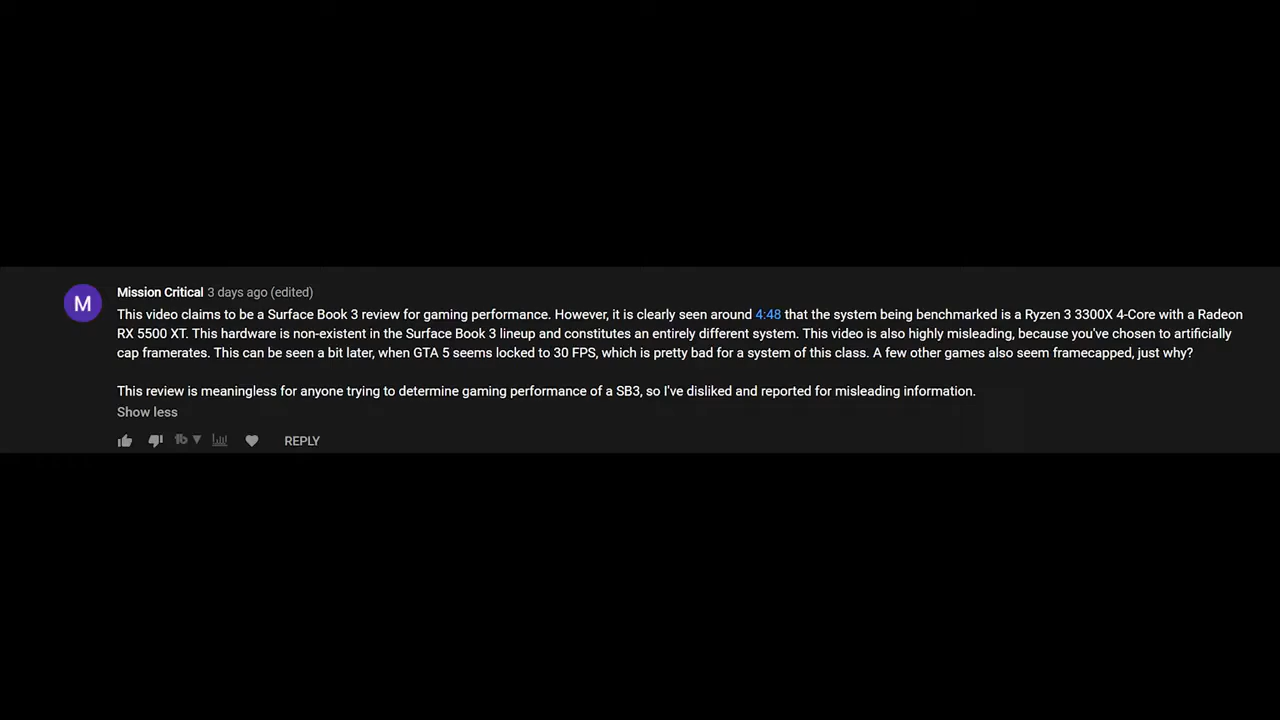 M
Mission Critical 3 days ago (edited)
This video claims to be a Surface Book 3 review for gaming performance. However, it is clearly seen around 4:48 that the system being benchmarked is a Ryzen 3 3300X 4-Core with a Radeon
RX 5500 XT. This hardware is non-existent in the Surface Book 3 lineup and constitutes an entirely different system. This video is also highly misleading, because you've chosen to artificially
cap framerates. This can be seen a bit later, when GTA 5 seems locked to 30 FPS, which is pretty bad for a system of this class. A few other games also seem framecapped, just why?
This review is meaningless for anyone trying to determine gaming performance of a SB3, so I've disliked and reported for misleading information.
Show less
REPLY